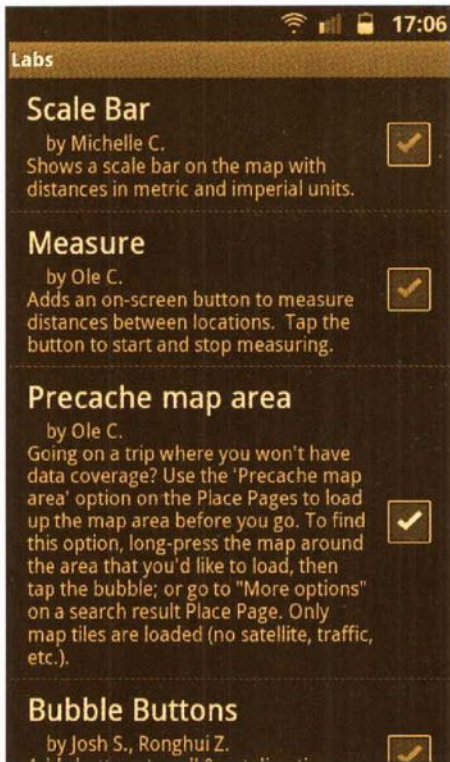 17:06
Labs
Scale Bar
by Michelle C.
Shows a scale bar on the map with
distances in metric and imperial units.
Measure
by Ole C.
Adds an on-screen button to measure
distances between locations. Tap the
button to start and stop measuring.
Precache map area
by Ole C.
Going on a trip where you won't have
data coverage? Use the 'Precache map
area' option on the Place Pages to load
up the map area before you go. To find
this option, long-press the map around
the area that you'd like to load, then
tap the bubble; or go to "More options"
on a search result Place Page. Only
map tiles are loaded (no satellite, traffic,
etc.).
Bubble Buttons
by Josh S., Ronghui Z.